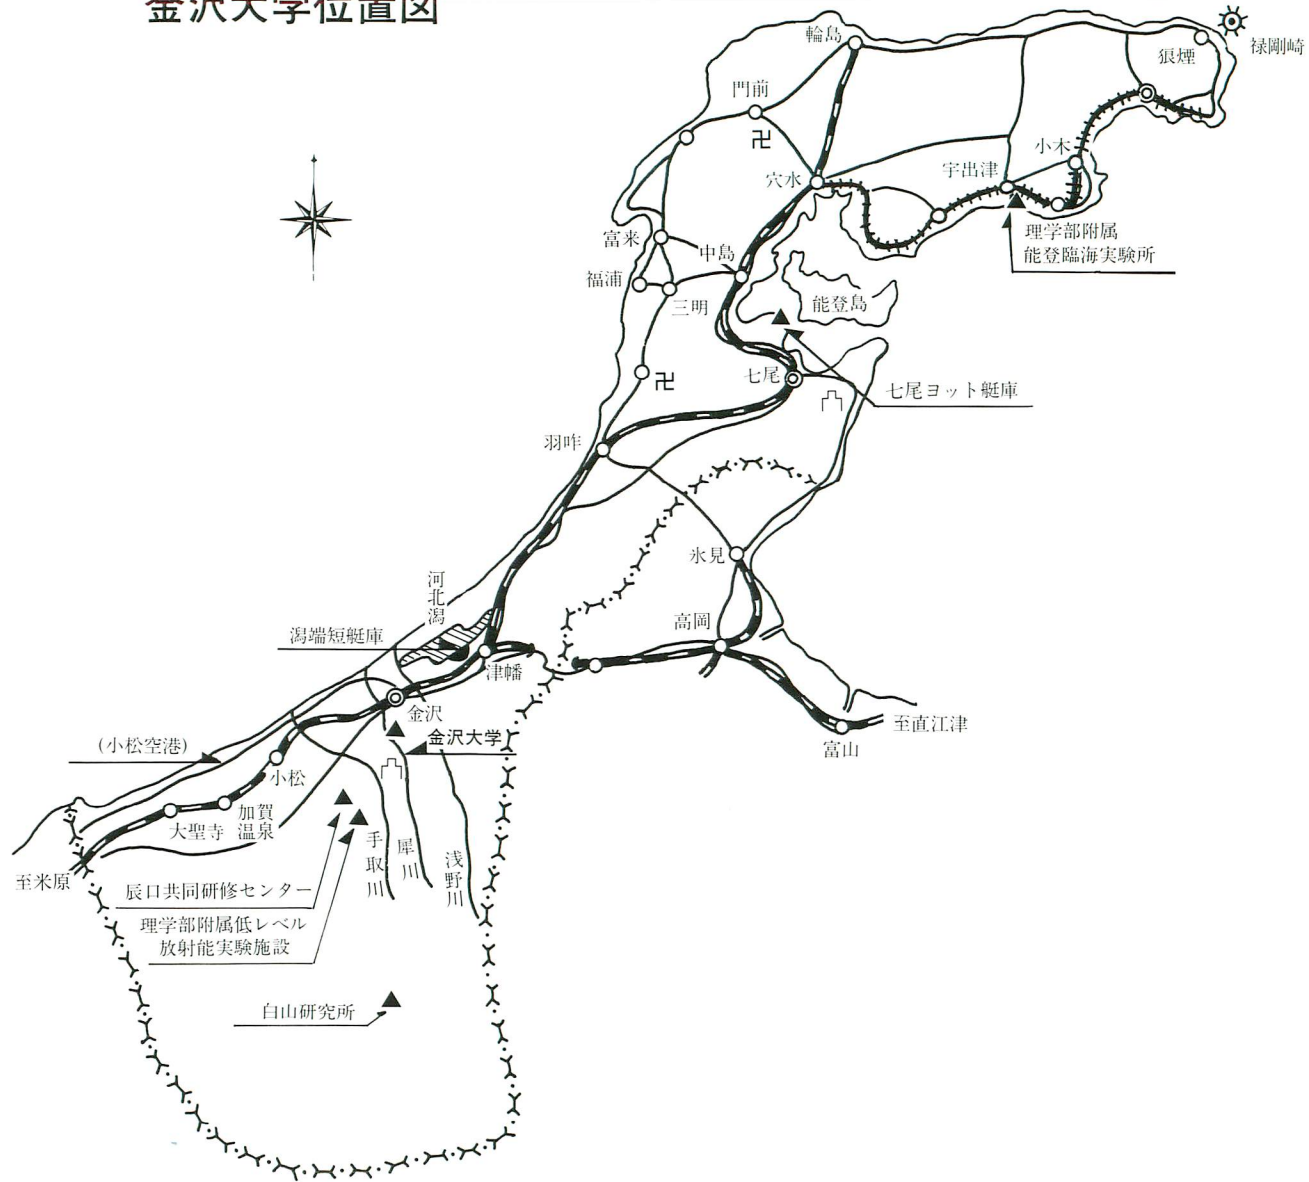 金沢大学位置図
禄剛崎
狼煙
輪島
門前
卍
小木
宇出津
穴水
理学部附属
能登臨海実験所
富来
中島
福浦
三明
能登島
七尾
卍
七尾ヨット艇庫
羽咋
氷見
河北潟
高岡
潟端短艇庫
津幡
金沢
至直江津
富山
金沢大学
(小松空港)
小松
加賀
温泉
大聖寺
手取川
犀川
浅野川
至米原
辰口共同研修センター
理学部附属低レベル
放射能実験施設
白山研究所